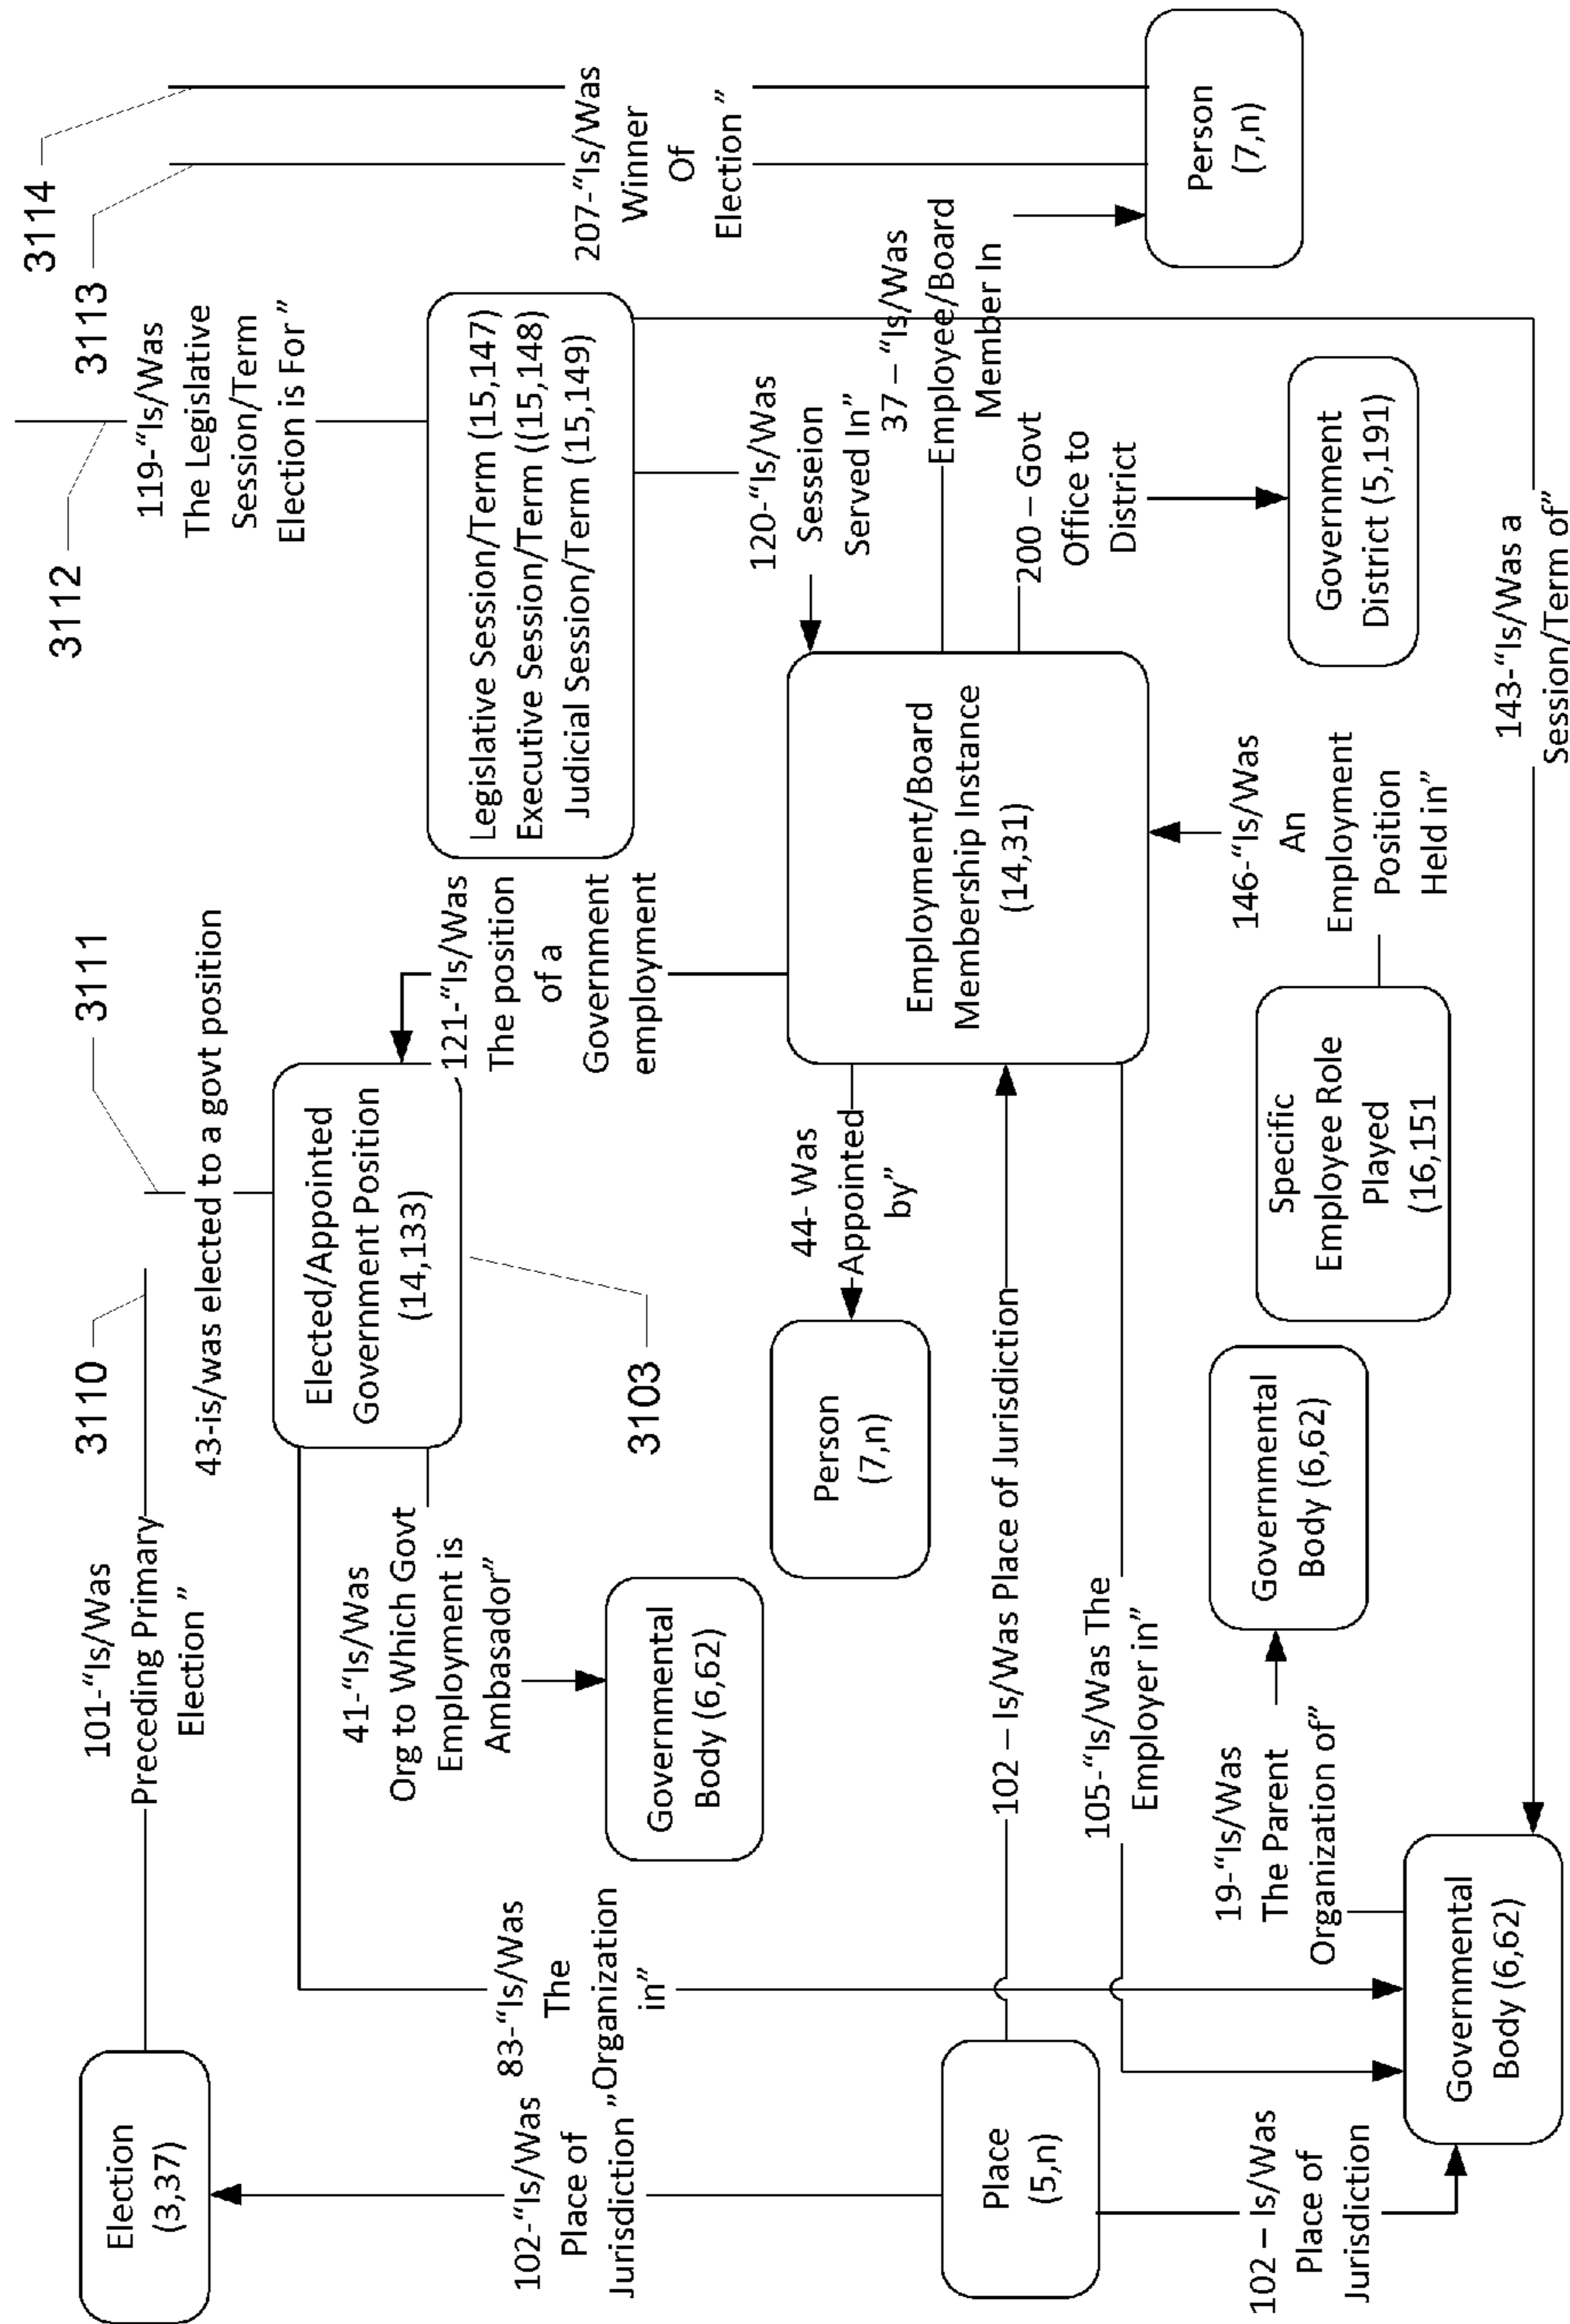 Election
(3,37)
101-“Is/Was
Preceding Primary
Election ”
3110
3111
43-is/was elected to a govt position
3112
119-“Is/Was
The Legislative
Session/Term
Election is For”
3113
3114
102-“Is/Was
Place of
Jurisdiction ”
83-“Is/Was
The
„Organization
in”
41-“Is/Was
Org to Which Govt
Employment is
Ambasador”
Elected/Appointed
Government Position
(14,133)
3103
121-“Is/Was
The position
of a
Government
employment
Legislative Session/Term (15,147)
Executive Session/Term ((15,148)
Judicial Session/Term (15,149)
207-“Is/Was
Winner
Of
Election ”
Governmental
Body (6,62)
Person
(7,n)
44- Was
Appointed
by”
120-“Is/Was
Sesseion
Served In”
37 – “Is/Was
Employee/Board
Member In
Place
(5,n)
102 – Is/Was Place of Jurisdiction
105-“Is/Was The
Employer in”
Employment/Board
Membership Instance
(14,31)
200 – Govt
Office to
District
Person
(7,n)
102 – Is/Was
Place of
Jurisdiction
19-“Is/Was
The Parent
Organization of”
Governmental
Body (6,62)
Specific
Employee Role
Played
(16,151
146-“Is/Was
An
Employment
Position
Held in”
Government
District (5,191)
Governmental
Body (6,62)
143-“Is/Was a
Session/Term of”